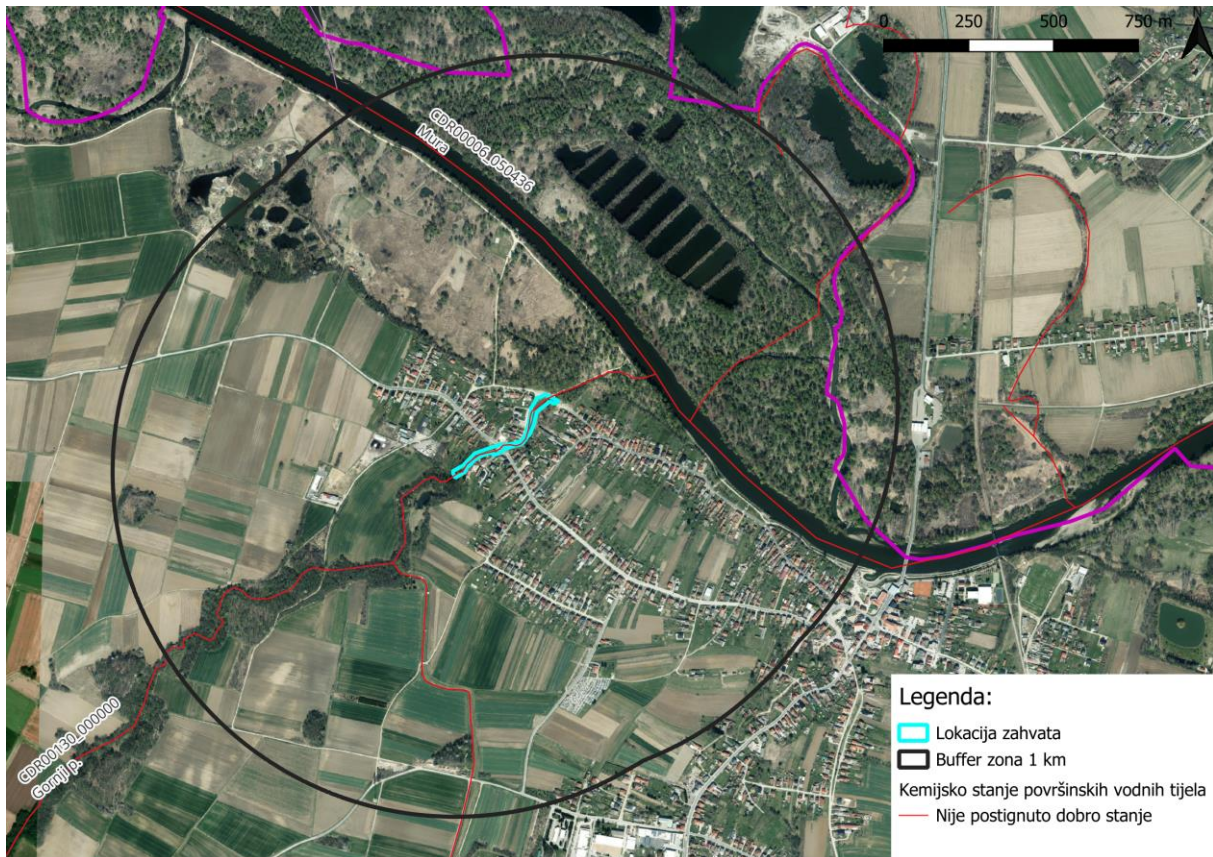 0 250 500 750 m
N
CDR00006_050436
Mura
CDR00130_000000
Gornji p.
Legenda:
Lokacija zahvata
Buffer zona 1 km
Kemijsko stanje površinskih vodnih tijela
Nije postignuto dobro stanje